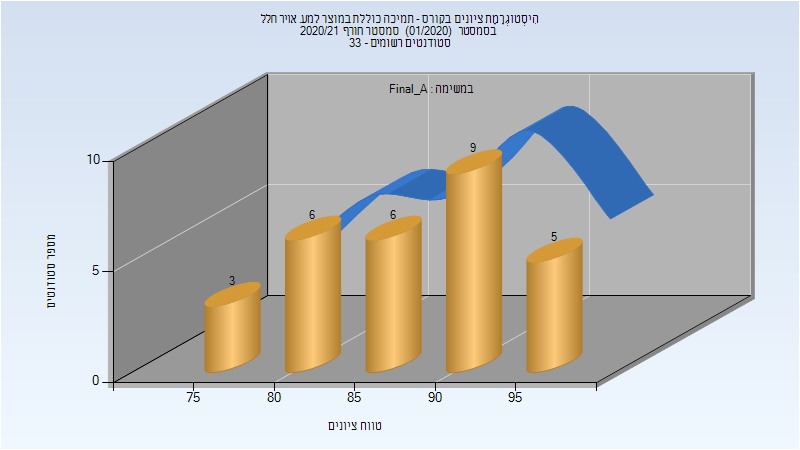 היסטוגרמת ציונים בקורס - תמיכה כוללת במוצר למע. אויר חלל
בסמסטר (01/2020) סמסטר חורף 2020/21
סטודנטים רשומים - 33
במשימה : Final_A
10
5
0
מספר סטודנטים
3
6
6
9
5
75
80
85
90
95
טווח ציונים